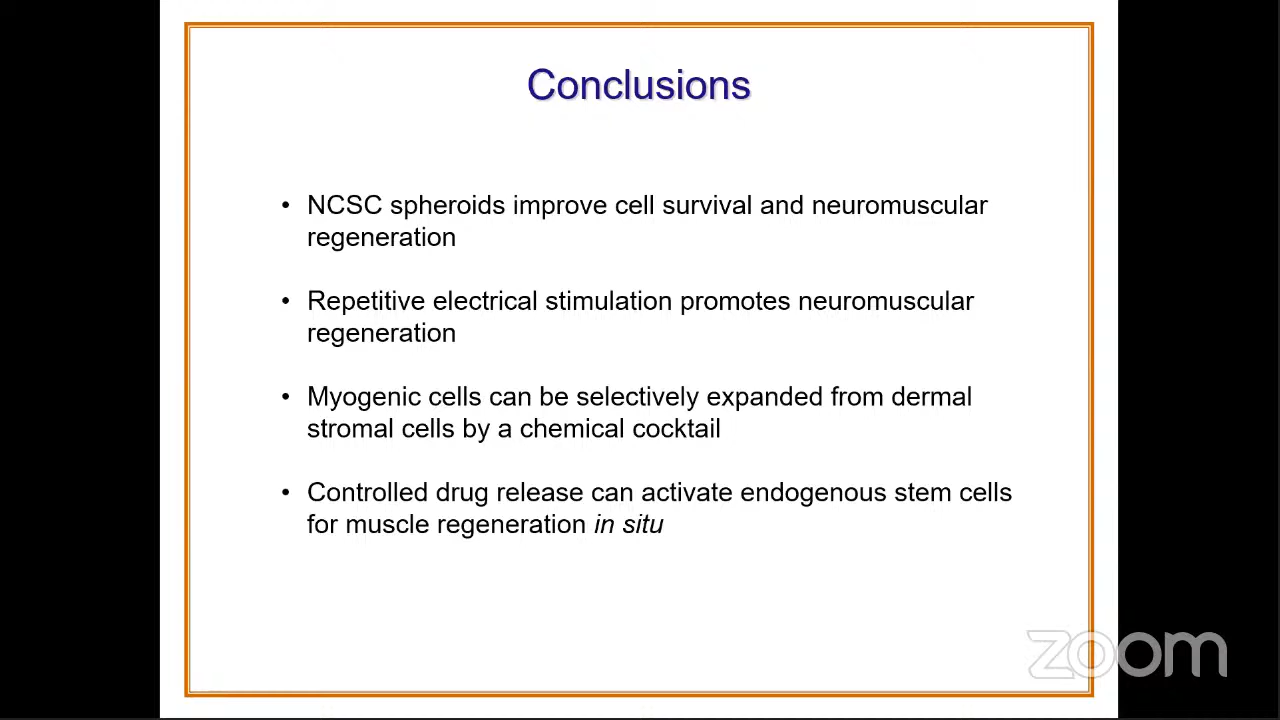 Conclusions
• NCSC spheroids improve cell survival and neuromuscular
regeneration
• Repetitive electrical stimulation promotes neuromuscular
regeneration
• Myogenic cells can be selectively expanded from dermal
stromal cells by a chemical cocktail
• Controlled drug release can activate endogenous stem cells
for muscle regeneration in situ
zoom